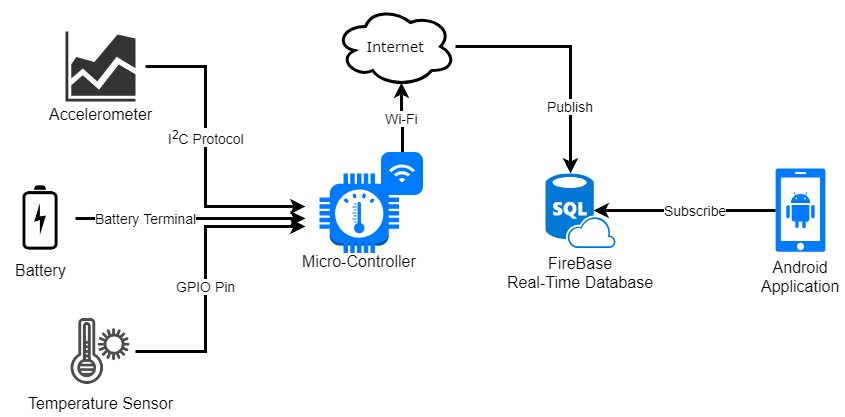 Internet
Accelerometer
Publish
Wi-Fi
I²C Protocol
SQL
Battery Terminal
Subscribe
Micro-Controller
Battery
FireBase
Real-Time Database
Android
Application
GPIO Pin
Temperature Sensor